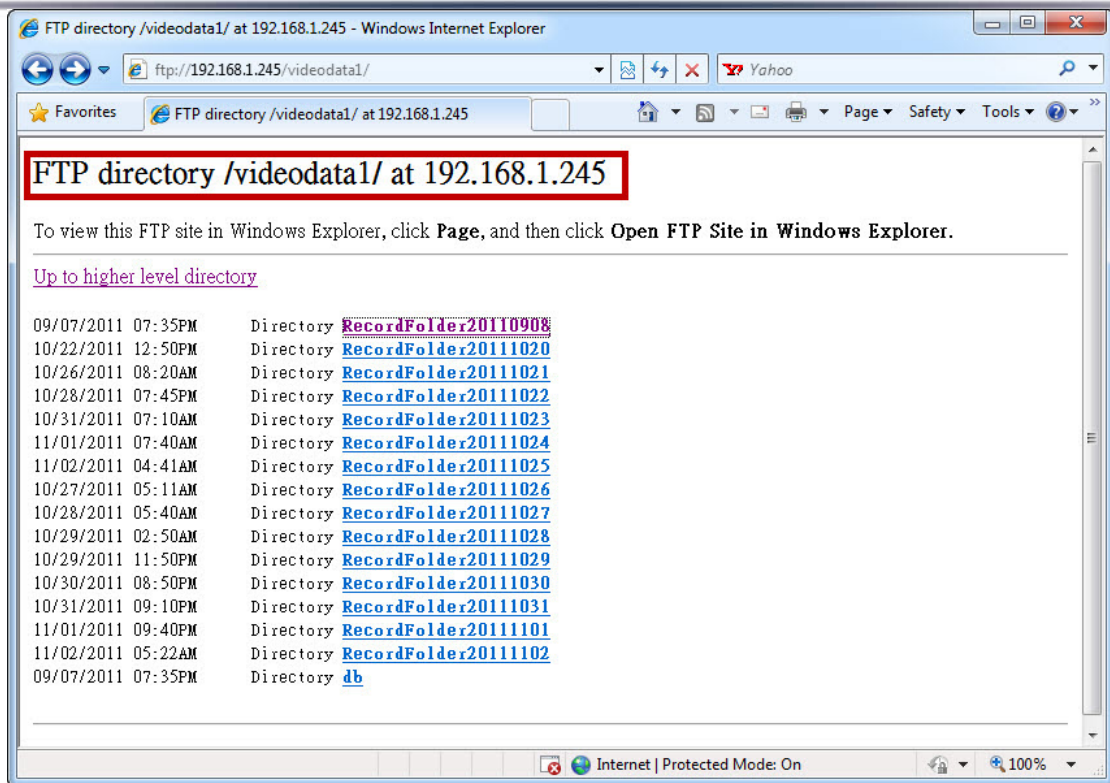 FTP directory /videodata1/ at 192.168.1.245 - Windows Internet Explorer
ftp://192.168.1.245/videodata1/ Yahoo
Favorites FTP directory /videodata1/ at 192.168.1.245 Page Safety Tools
FTP directory /videodata1/ at 192.168.1.245
To view this FTP site in Windows Explorer, click Page, and then click Open FTP Site in Windows Explorer.
Up to higher level directory
09/07/2011 07:35PM Directory RecordFolder20110908
10/22/2011 12:50PM Directory RecordFolder20111020
10/26/2011 08:20AM Directory RecordFolder20111021
10/28/2011 07:45PM Directory RecordFolder20111022
10/31/2011 07:10AM Directory RecordFolder20111023
11/01/2011 07:40AM Directory RecordFolder20111024
11/02/2011 04:41AM Directory RecordFolder20111025
10/27/2011 05:11AM Directory RecordFolder20111026
10/28/2011 05:40AM Directory RecordFolder20111027
10/29/2011 02:50AM Directory RecordFolder20111028
10/29/2011 11:50PM Directory RecordFolder20111029
10/30/2011 08:50PM Directory RecordFolder20111030
10/31/2011 09:10PM Directory RecordFolder20111031
11/01/2011 09:40PM Directory RecordFolder20111101
11/02/2011 05:22AM Directory RecordFolder20111102
09/07/2011 07:35PM Directory db
Internet | Protected Mode: On 100%